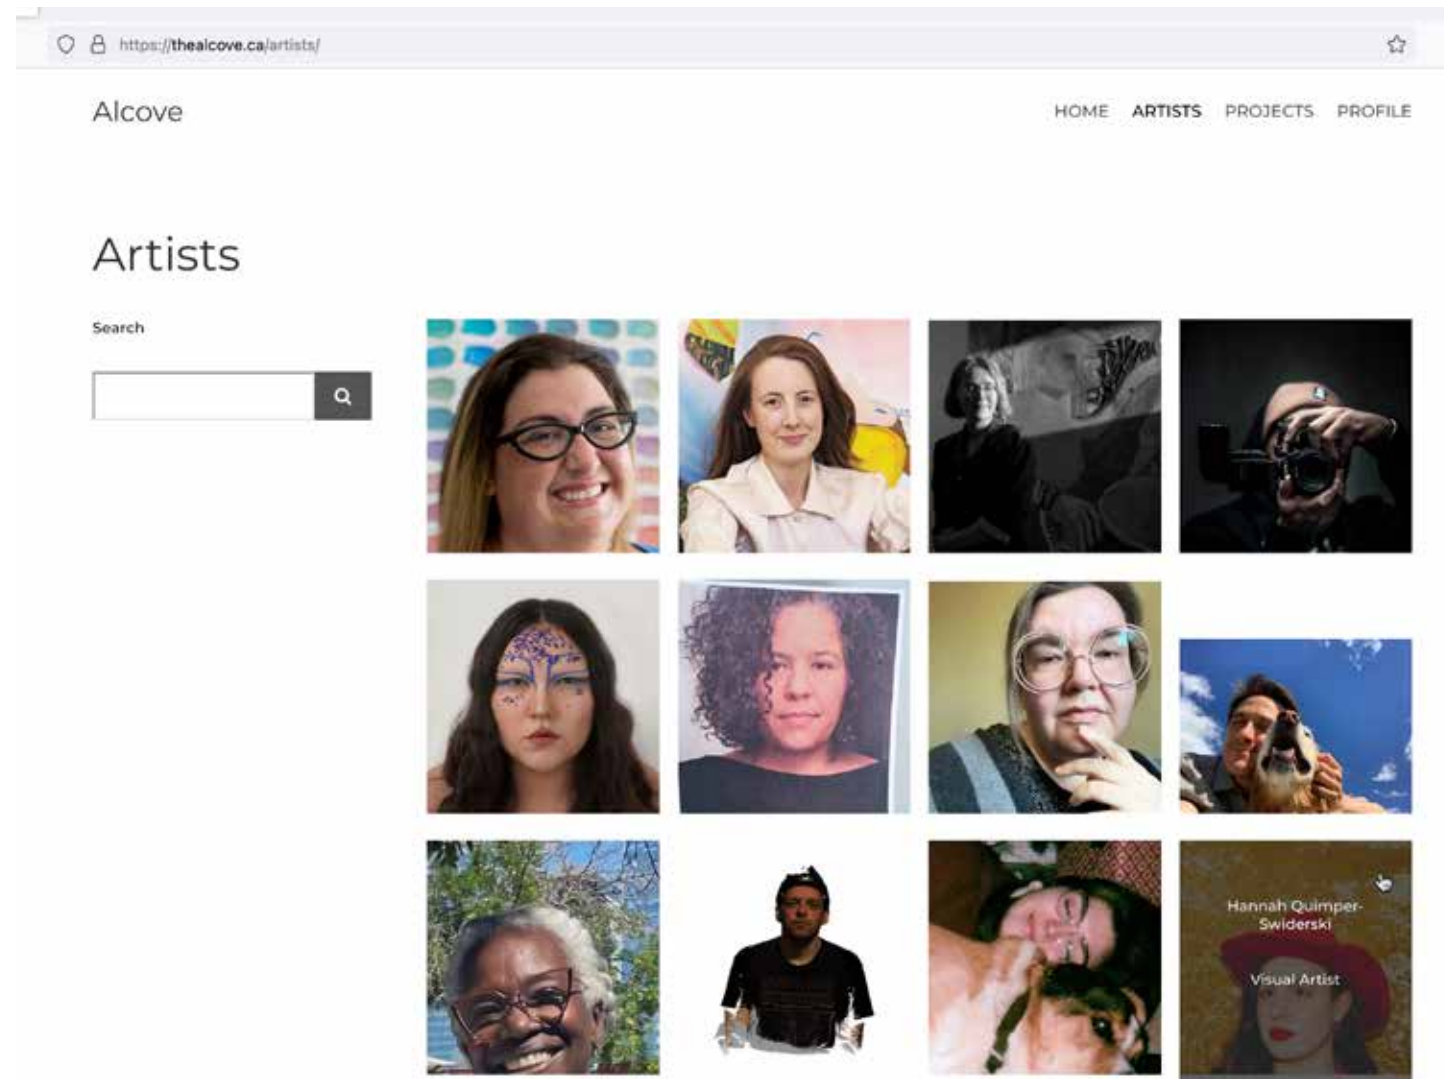 https://thealcove.ca/artists/
Alcove
HOME ARTISTS PROJECTS PROFILE
Artists
Search
Hannah Quimper-
Swiderski
Visual Artist